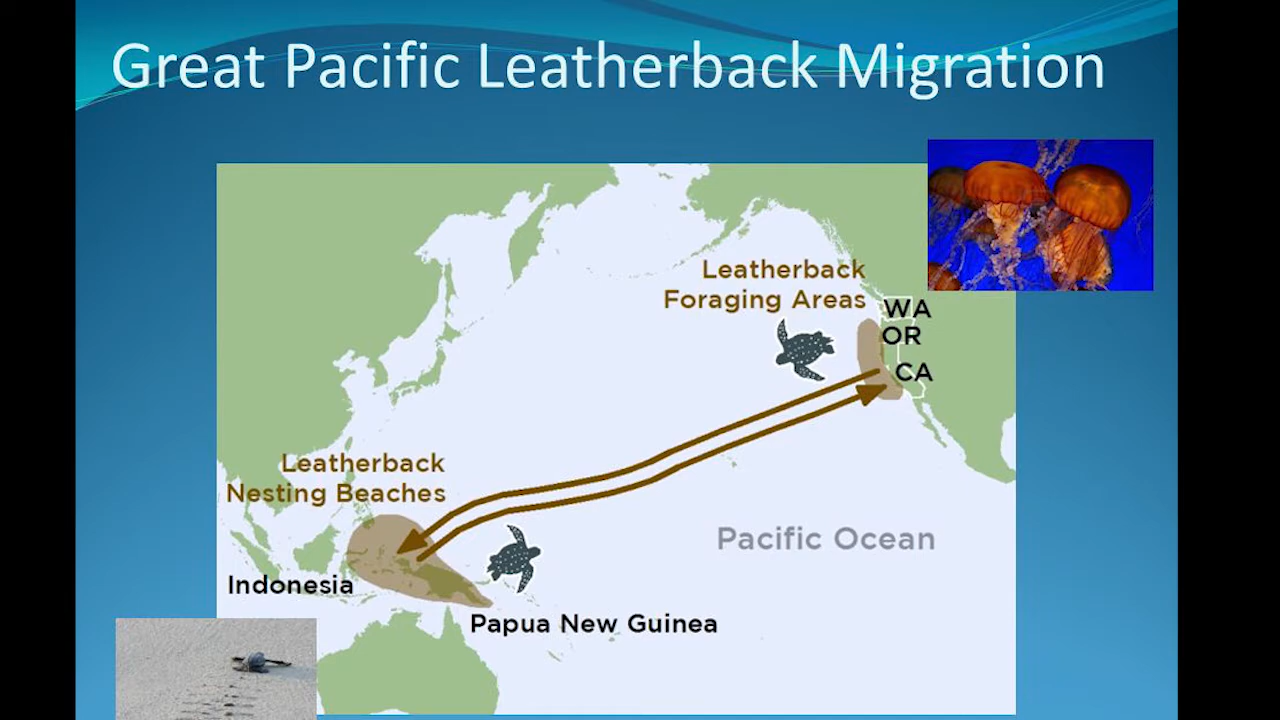 Great Pacific Leatherback Migration
Leatherback
Foraging Areas
WA
OR
CA
Leatherback
Nesting Beaches
Pacific Ocean
Indonesia
Papua New Guinea